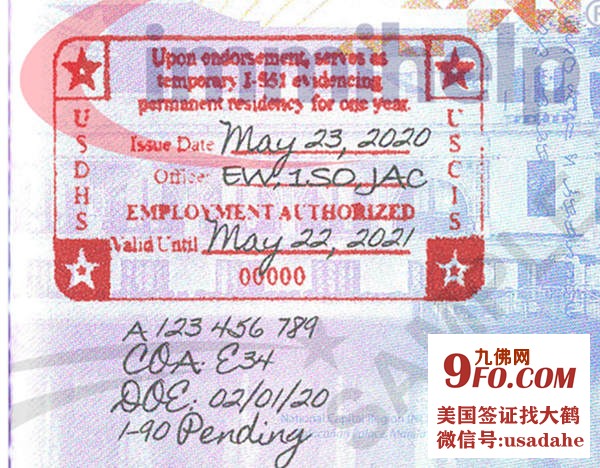 Upon endorsement, serves as
temporary I-551 evidencing
permanent residency for one year.
USDHS
USCIS
Issue Date May 23, 2020
Officer EW, 1SO JAC
EMPLOYMENT AUTHORIZED
Valid Until May 22, 2021
00000
A 123 456 789
COA: E34
DOE: 02/01/20
I-90 Pending
九佛网
9FO.COM
美国签证找大鹤
微信号:usadahe